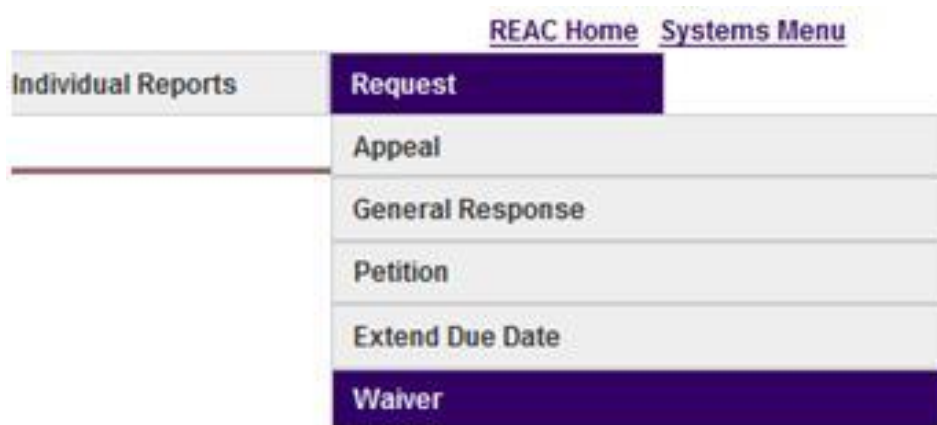 REAC Home Systems Menu
Individual Reports Request
Appeal
General Response
Petition
Extend Due Date
Waiver